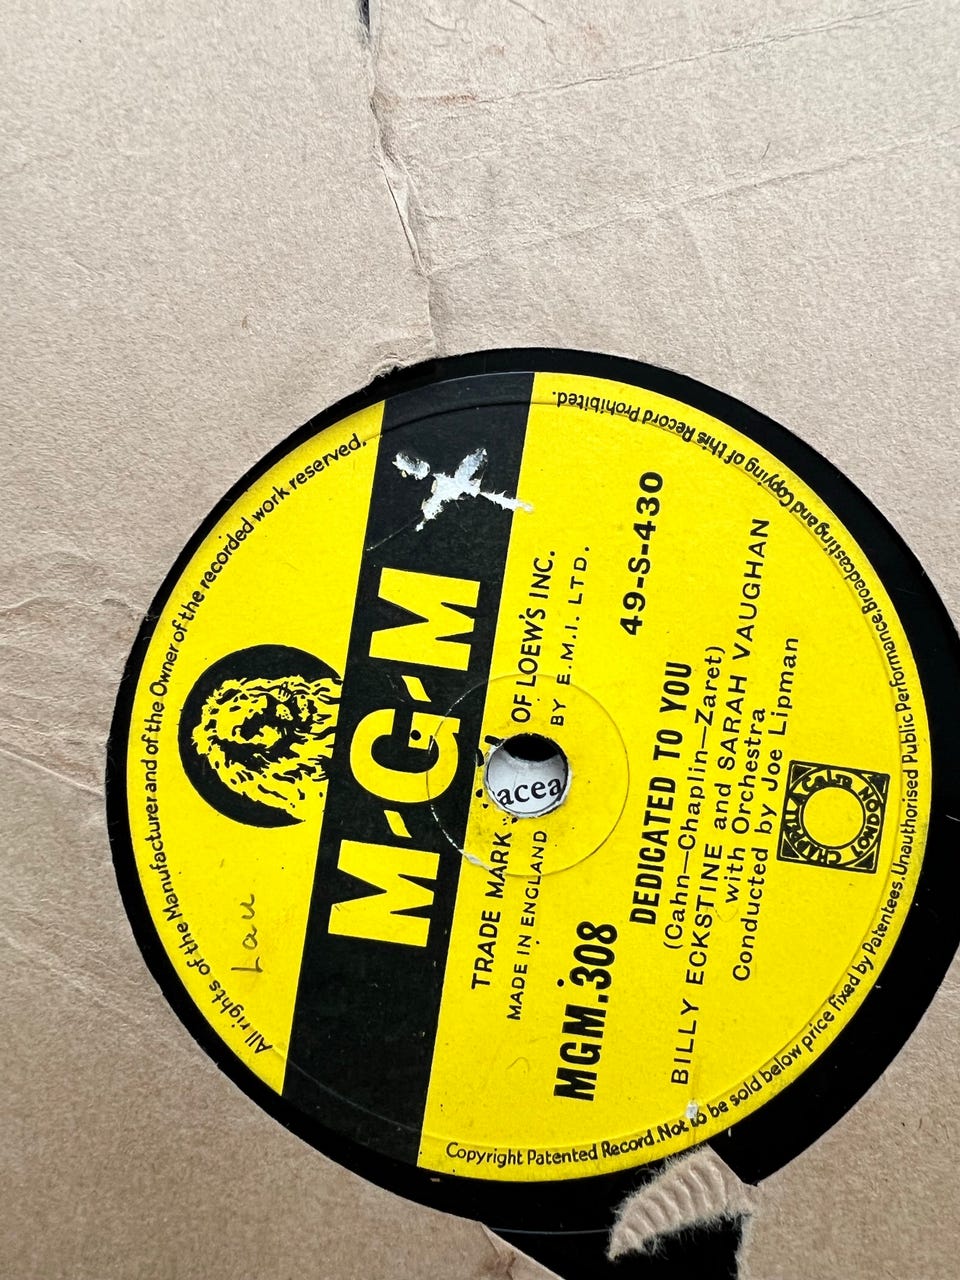 All rights of the Manufacturer and of the Owner of the recorded work reserved.
Lau
M-G-M
TRADE MARK OF LOEW'S INC.
MADE IN ENGLAND BY E.M.I. LTD.
acea
MGM.308
49-S-430
DEDICATED TO YOU
(Cahn—Chaplin—Zaret)
BILLY ECKSTINE and SARAH VAUGHAN
with Orchestra
Conducted by Joe Lipman
LONDON
Copyright Patented Record. Not to be sold below price fixed by Patentees. Unauthorised Public Performance, Broadcasting and Copying of this Record Prohibited.